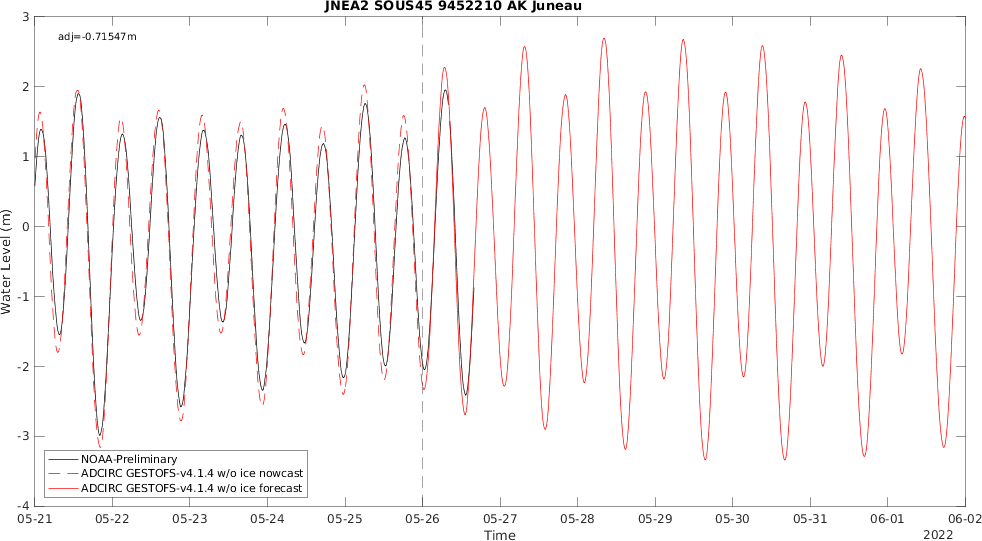 JNEA2 SOUS45 9452210 AK Juneau
adj=-0.71547m
3
2
1
0
-1
-2
-3
-4
Water Level (m)
NOAA-Preliminary
ADCIRC GESTOFS-v4.1.4 w/o ice nowcast
ADCIRC GESTOFS-v4.1.4 w/o ice forecast
05-21 05-22 05-23 05-24 05-25 05-26 05-27 05-28 05-29 05-30 05-31 06-01 06-02
Time
2022